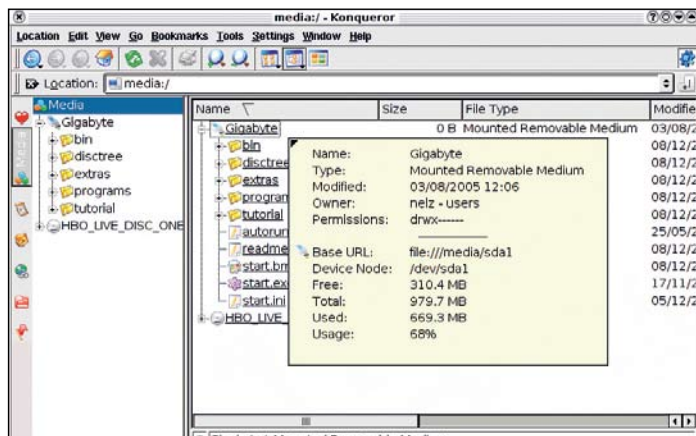 media:/ - Konqueror
Location Edit View Go Bookmarks Tools Settings Window Help
Location: media:/
Media
Gigabyte
bin
disctree
extras
programs
tutorial
HBO_LIVE_DISC_ONE
Name Size File Type Modifie
Gigabyte 0 B Mounted Removable Medium 03/08/2
bin 08/12/2
disctree 08/12/2
extras 08/12/2
program 08/12/2
tutorial 08/12/2
autorun 25/05/2
readme 08/12/2
start.bm 08/12/2
start.exe 17/11/2
start.ini 05/12/2
HBO_LIVE_
Name: Gigabyte
Type: Mounted Removable Medium
Modified: 03/08/2005 12:06
Owner: nelz - users
Permissions: drwx------
Base URL: file:///media/sda1
Device Node: /dev/sda1
Free: 310.4 MB
Total: 979.7 MB
Used: 669.3 MB
Usage: 68%